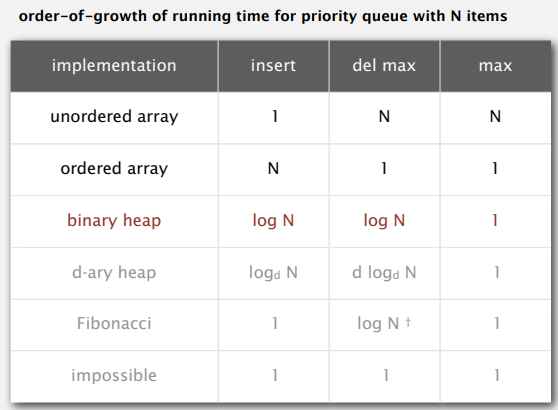 order-of-growth of running time for priority queue with N items
implementation insert del max max
unordered array 1 N N
ordered array N 1 1
binary heap log N log N 1
d-ary heap logd N d logd N 1
Fibonacci 1 log N † 1
impossible 1 1 1